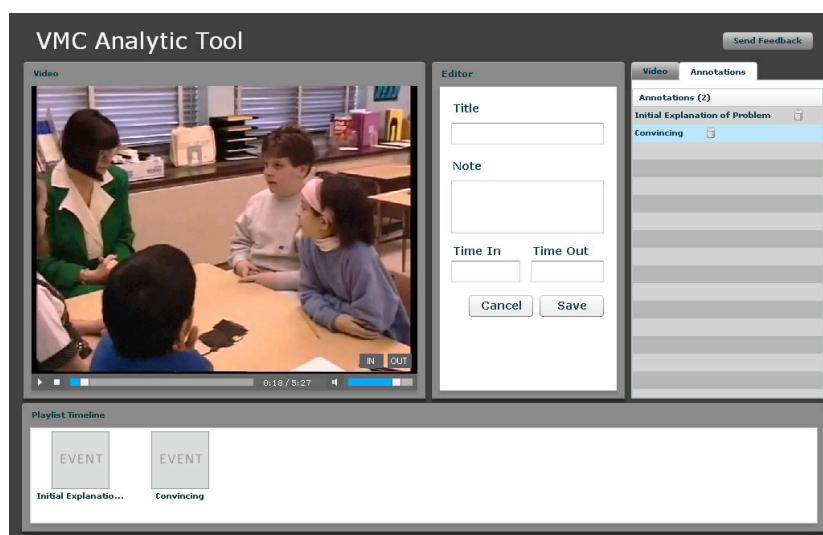 VMC Analytic Tool
Send Feedback
Video
Editor
Video Annotations
Annotations (2)
Initial Explanation of Problem
Convincing
Title
Note
Time In Time Out
Cancel Save
IN OUT
0:18 / 5:27
Playlist Timeline
EVENT EVENT
Initial Explanatio... Convincing